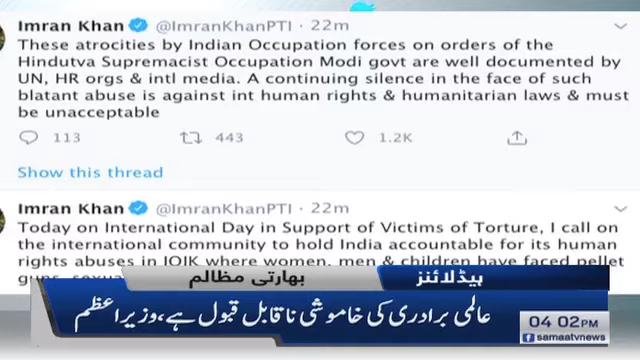 Imran Khan @ImranKhanPTI · 22m
These atrocities by Indian Occupation forces on orders of the
Hindutva Supremacist Occupation Modi govt are well documented by
UN, HR orgs & intl media. A continuing silence in the face of such
blatant abuse is against int human rights & humanitarian laws & must
be unacceptable
113 443 1.2K
Show this thread
Imran Khan @ImranKhanPTI · 22m
Today on International Day in Support of Victims of Torture, I call on
the international community to hold India accountable for its human
rights abuses in IOJK where women, men & children have faced pellet
ہیڈلائنز
بھارتی مظالم
عالمی برادری کی خاموشی ناقابل قبول ہے، وزیراعظم
04 02PM
samaatvnews